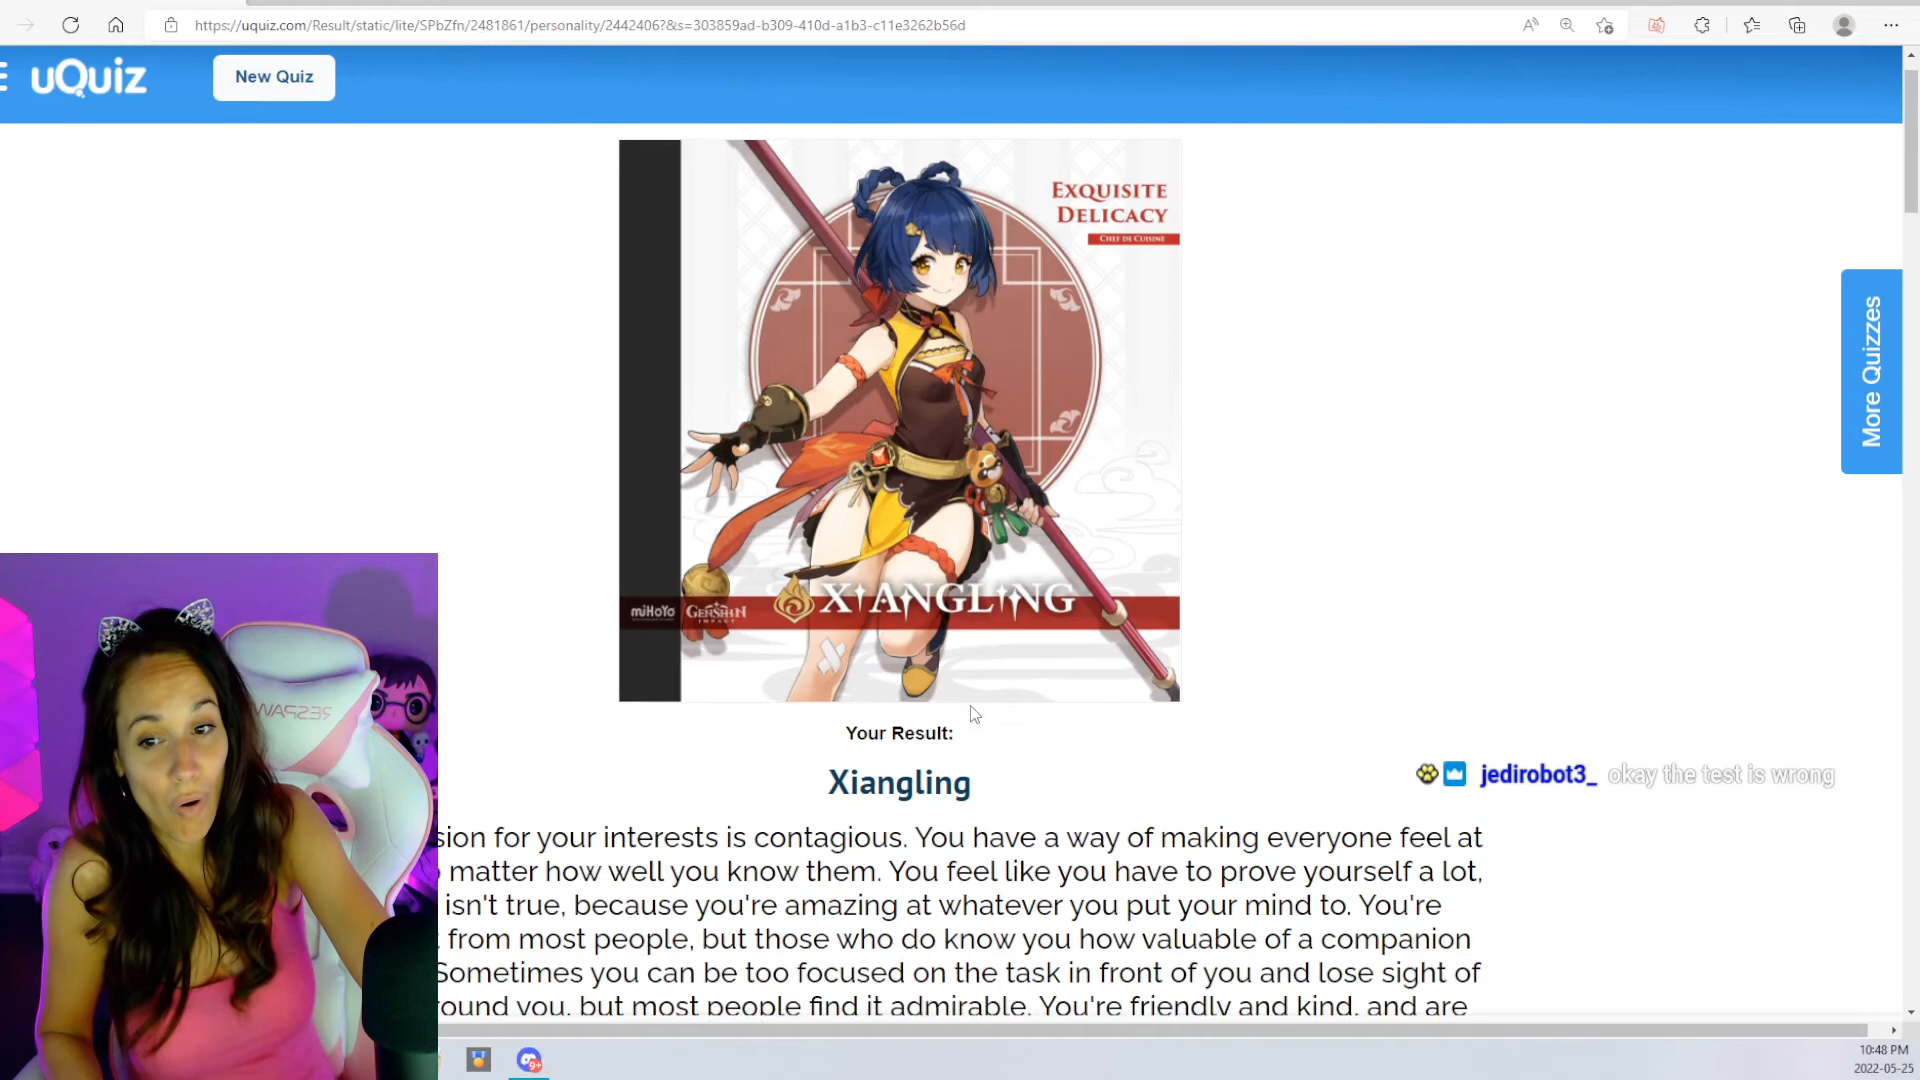 https://uquiz.com/Result/static/lite/SPbZfn/2481861/personality/2442406?&s=303859ad-b309-410d-a1b3-c11e3262b56d
uQuiz
New Quiz
EXQUISITE
DELICACY
CHEF DE CUISINE
More Quizzes
miHoYo GENSHIN
IMPACT
XIANGLING
RESPAW
Your Result:
Xiangling
jedirobot3_ okay the test is wrong
sion for your interests is contagious. You have a way of making everyone feel at
matter how well you know them. You feel like you have to prove yourself a lot,
isn't true, because you're amazing at whatever you put your mind to. You're
from most people, but those who do know you how valuable of a companion
Sometimes you can be too focused on the task in front of you and lose sight of
ound you, but most people find it admirable. You're friendly and kind, and are
9+
10:48 PM
2022-05-25